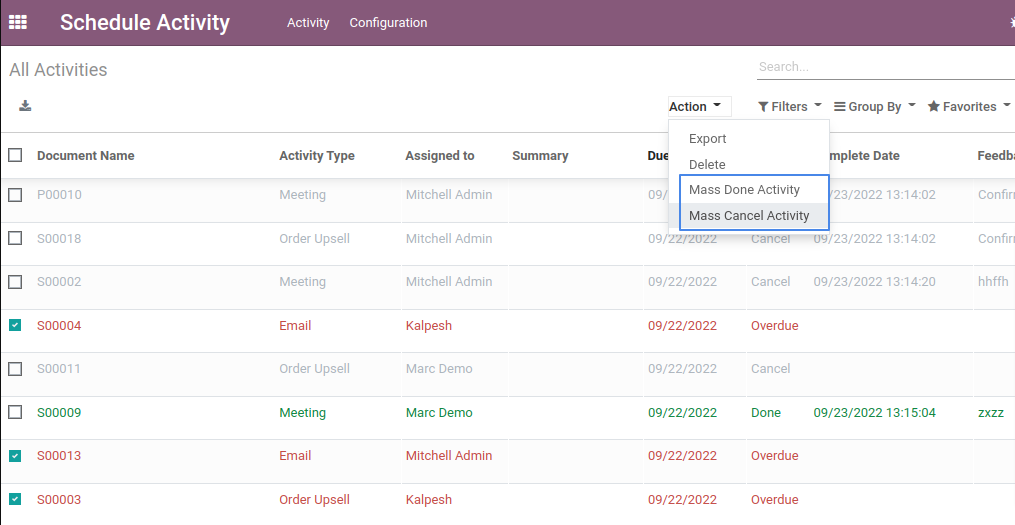 Schedule Activity Activity Configuration
All Activities
Search...
Action Filters Group By Favorites
Export
Delete
Mass Done Activity
Mass Cancel Activity
Document Name Activity Type Assigned to Summary Due mplete Date Feedb
P00010 Meeting Mitchell Admin 09/ 09/23/2022 13:14:02 Confir
S00018 Order Upsell Mitchell Admin 09/22/2022 Cancel 09/23/2022 13:14:02 Confir
S00002 Meeting Mitchell Admin 09/22/2022 Cancel 09/23/2022 13:14:20 hhffh
S00004 Email Kalpesh 09/22/2022 Overdue
S00011 Order Upsell Marc Demo 09/22/2022 Cancel
S00009 Meeting Marc Demo 09/22/2022 Done 09/23/2022 13:15:04 zxzz
S00013 Email Mitchell Admin 09/22/2022 Overdue
S00003 Order Upsell Kalpesh 09/22/2022 Overdue